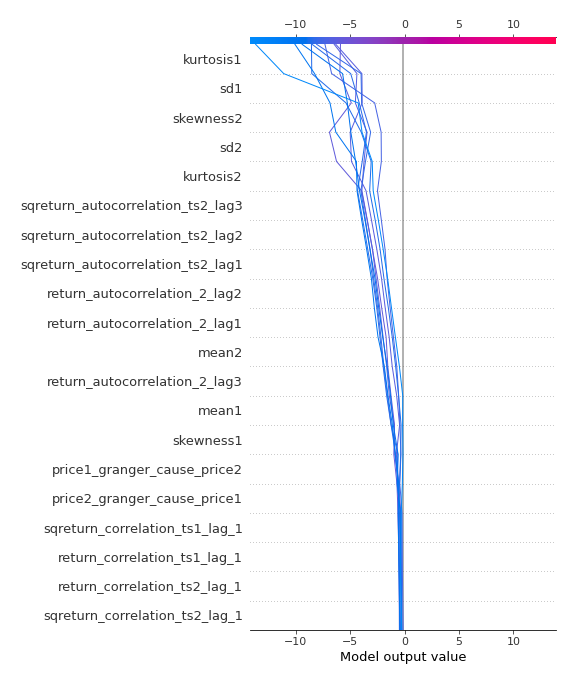 −10 −5 0 5 10
kurtosis1
sd1
skewness2
sd2
kurtosis2
sqreturn_autocorrelation_ts2_lag3
sqreturn_autocorrelation_ts2_lag2
sqreturn_autocorrelation_ts2_lag1
return_autocorrelation_2_lag2
return_autocorrelation_2_lag1
mean2
return_autocorrelation_2_lag3
mean1
skewness1
price1_granger_cause_price2
price2_granger_cause_price1
sqreturn_correlation_ts1_lag_1
return_correlation_ts1_lag_1
return_correlation_ts2_lag_1
sqreturn_correlation_ts2_lag_1
−10 −5 0 5 10
Model output value